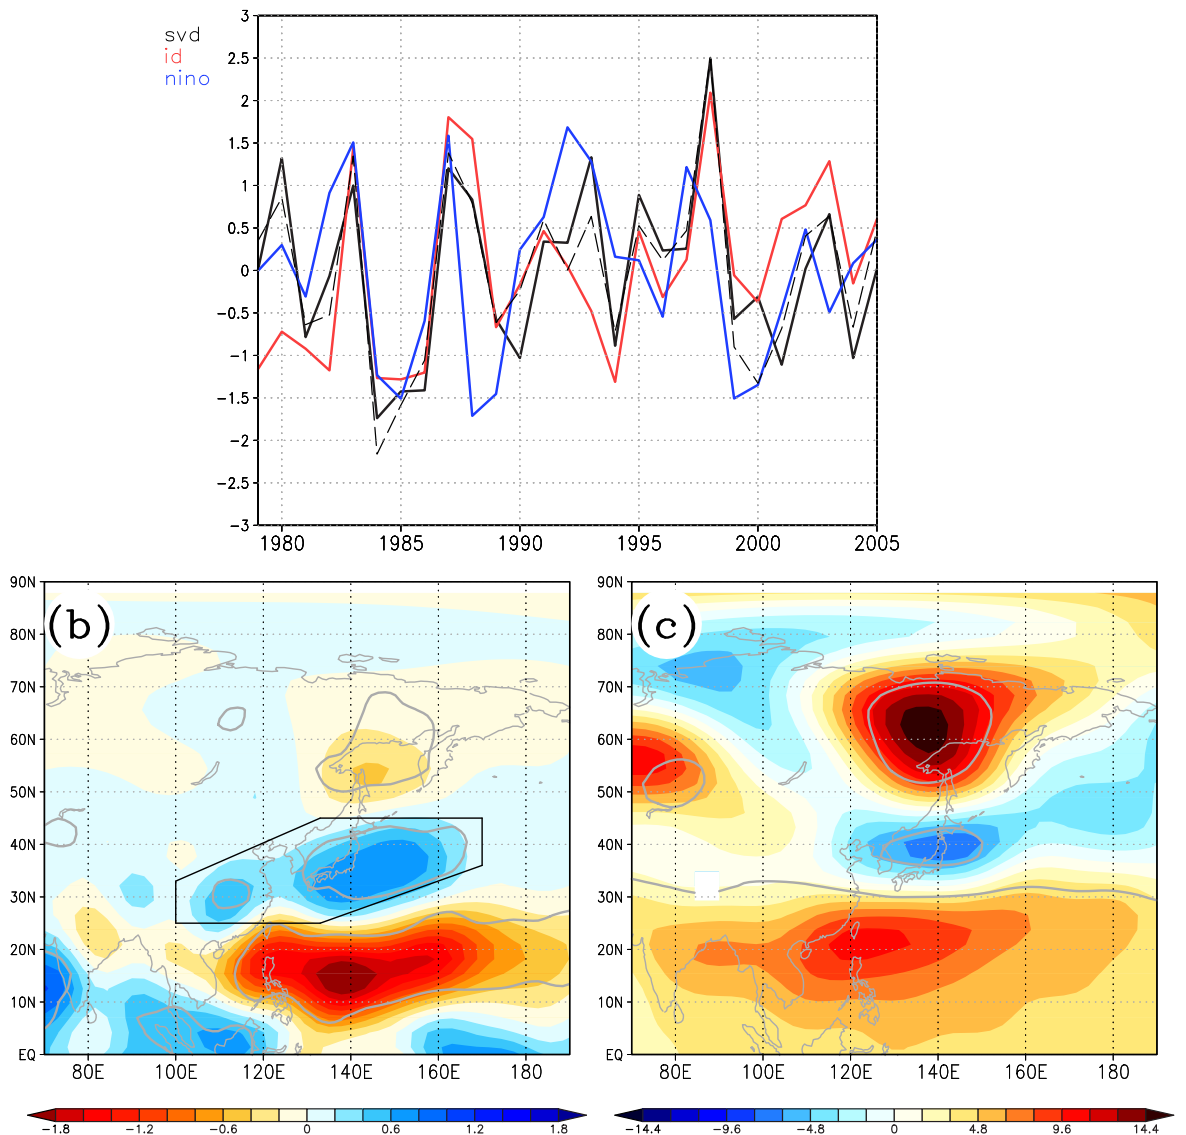 svd
id
nino
3
2.5
2
1.5
1
0.5
0
−0.5
−1
−1.5
−2
−2.5
−3
1980 1985 1990 1995 2000 2005
(b)
90N
80N
70N
60N
50N
40N
30N
20N
10N
EQ
80E 100E 120E 140E 160E 180
−1.8 −1.2 −0.6 0 0.6 1.2 1.8
(c)
90N
80N
70N
60N
50N
40N
30N
20N
10N
EQ
80E 100E 120E 140E 160E 180
−14.4 −9.6 −4.8 0 4.8 9.6 14.4